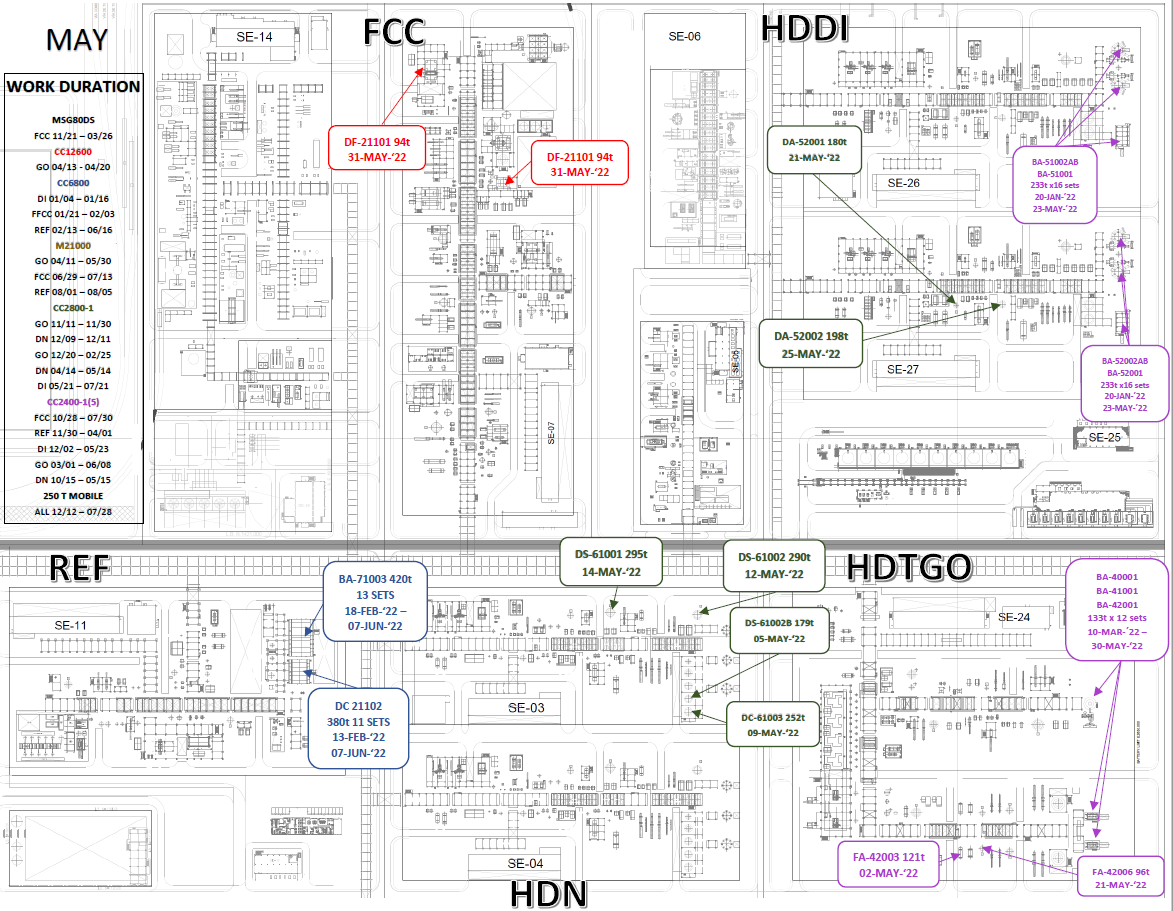 MAY
WORK DURATION
MSG80DS
FCC 11/21 – 03/26
CC12600
GO 04/13 - 04/20
CC6800
DI 01/04 – 01/16
FFCC 01/21 – 02/03
REF 02/13 – 06/16
M21000
GO 04/11 – 05/30
FCC 06/29 – 07/13
REF 08/01 – 08/05
CC2800-1
GO 11/11 – 11/30
DN 12/09 – 12/11
GO 12/20 – 02/25
DN 04/14 – 05/14
DI 05/21 – 07/21
CC2400-1(5)
FCC 10/28 – 07/30
REF 11/30 – 04/01
DI 12/02 – 05/23
GO 03/01 – 06/08
DN 10/15 – 05/15
250 T MOBILE
ALL 12/12 – 07/28
SE-14
FCC
DF-21101 94t
31-MAY-'22
DF-21101 94t
31-MAY-'22
SE-07
SE-06
SE-05
HDDI
DA-52001 180t
21-MAY-'22
SE-26
BA-51002AB
BA-51001
233t x16 sets
20-JAN-'22
23-MAY-'22
DA-52002 198t
25-MAY-'22
SE-27
BA-52002AB
BA-52001
233t x16 sets
20-JAN-'22
23-MAY-'22
SE-25
REF
SE-11
BA-71003 420t
13 SETS
18-FEB-'22 –
07-JUN-'22
DC 21102
380t 11 SETS
13-FEB-'22
07-JUN-'22
DS-61001 295t
14-MAY-'22
DS-61002 290t
12-MAY-'22
DS-61002B 179t
05-MAY-'22
DC-61003 252t
09-MAY-'22
SE-03
SE-04
HDN
HDTGO
SE-24
BA-40001
BA-41001
BA-42001
133t x 12 sets
10-MAR-'22 –
30-MAY-'22
FA-42003 121t
02-MAY-'22
FA-42006 96t
21-MAY-'22